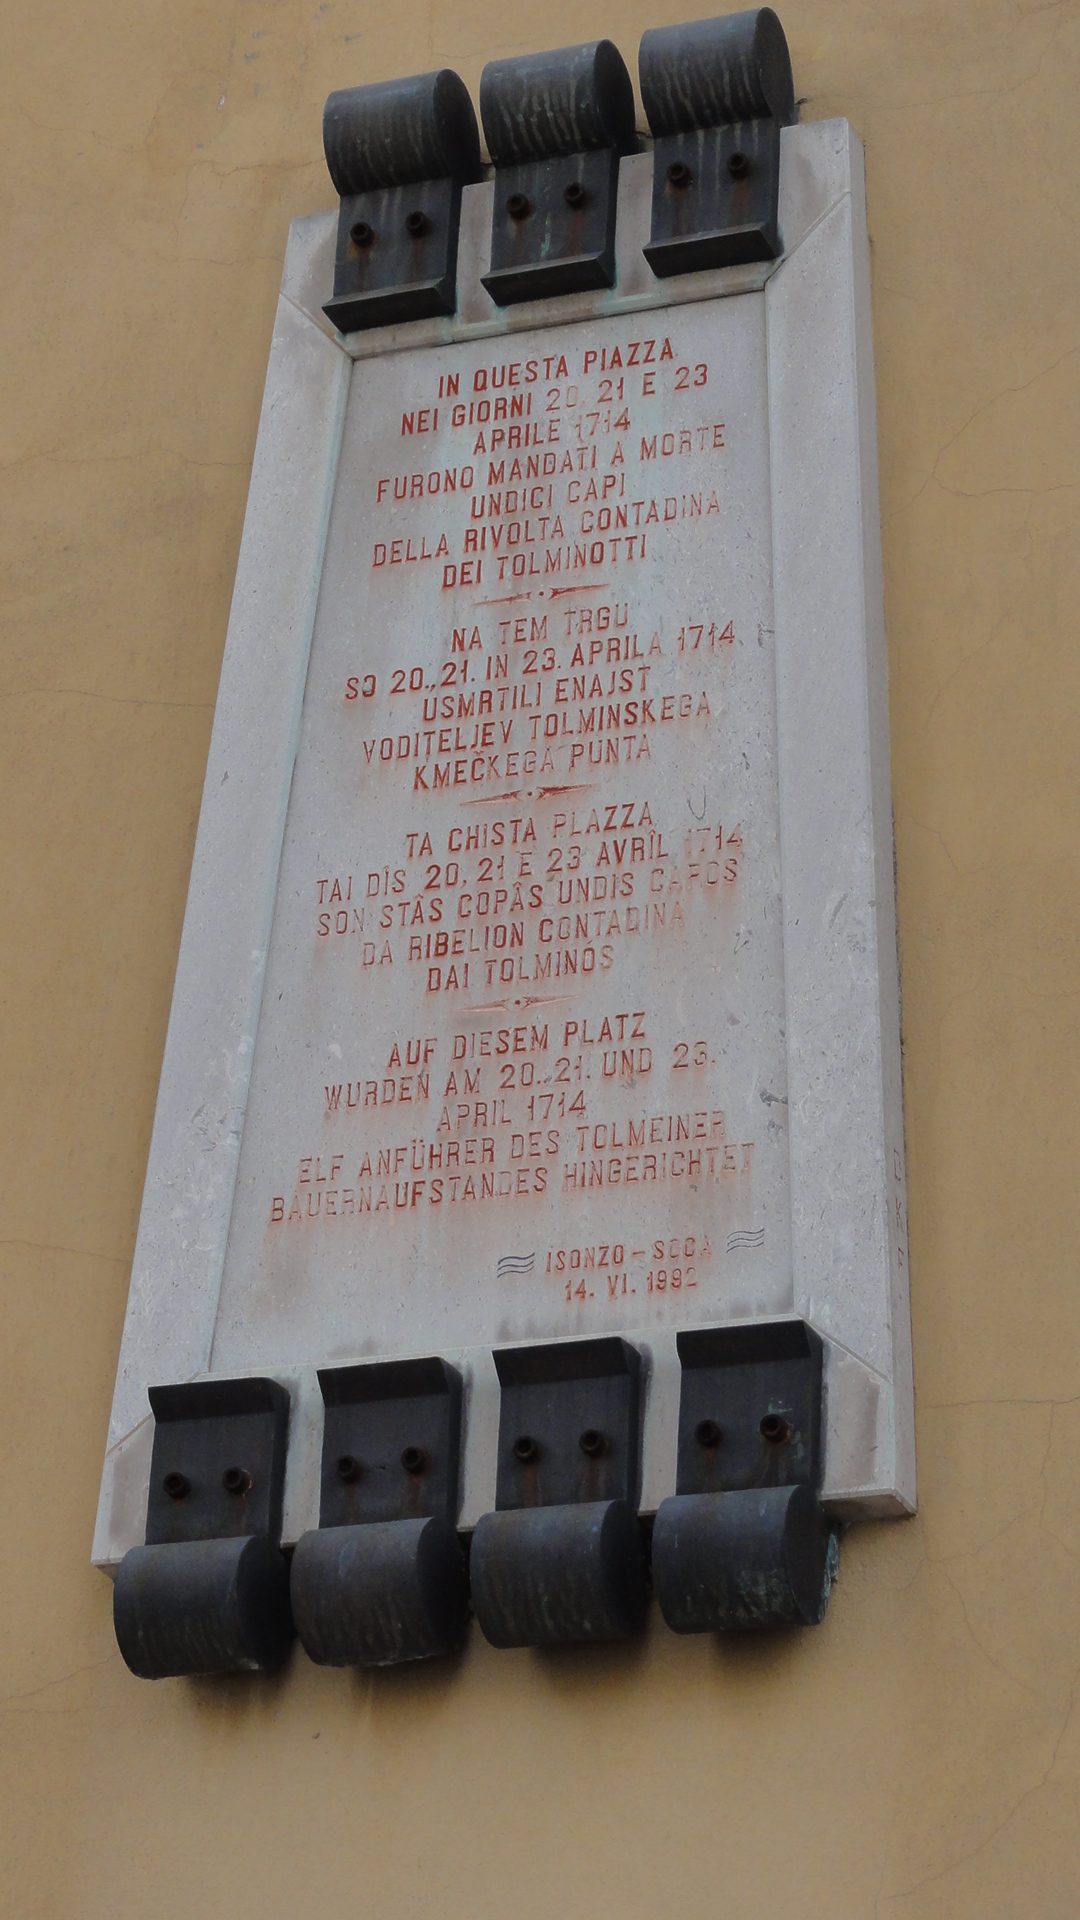 IN QUESTA PIAZZA
NEI GIORNI 20, 21 E 23
APRILE 1714
FURONO MANDATI A MORTE
UNDICI CAPI
DELLA RIVOLTA CONTADINA
DEI TOLMINOTTI
NA TEM TRGU
SO 20., 21. IN 23. APRILA 1714
USMRTILI ENAJST
VODITELJEV TOLMINSKEGA
KMEČKEGA PUNTA
TA CHISTA PLAZZA
TAI DÎS 20, 21 E 23 AVRÎL 1714
SON STÂS COPÂS UNDIS CAPOS
DA RIBELION CONTADINA
DAI TOLMINÓS
AUF DIESEM PLATZ
WURDEN AM 20., 21. UND 23.
APRIL 1714
ELF ANFÜHRER DES TOLMEINER
BAUERNAUFSTANDES HINGERICHTET
ISONZO – SOČA
14. VI. 1992